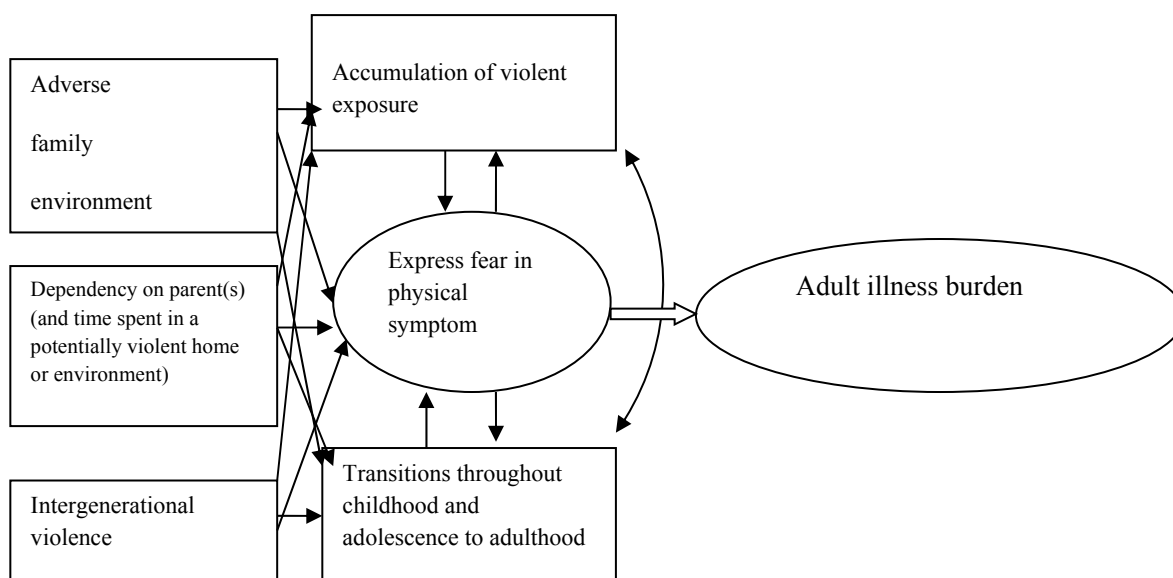 Adverse
family
environment
Dependency on parent(s)
(and time spent in a
potentially violent home
or environment)
Intergenerational
violence
Accumulation of violent
exposure
Express fear in
physical
symptom
Transitions throughout
childhood and
adolescence to adulthood
Adult illness burden